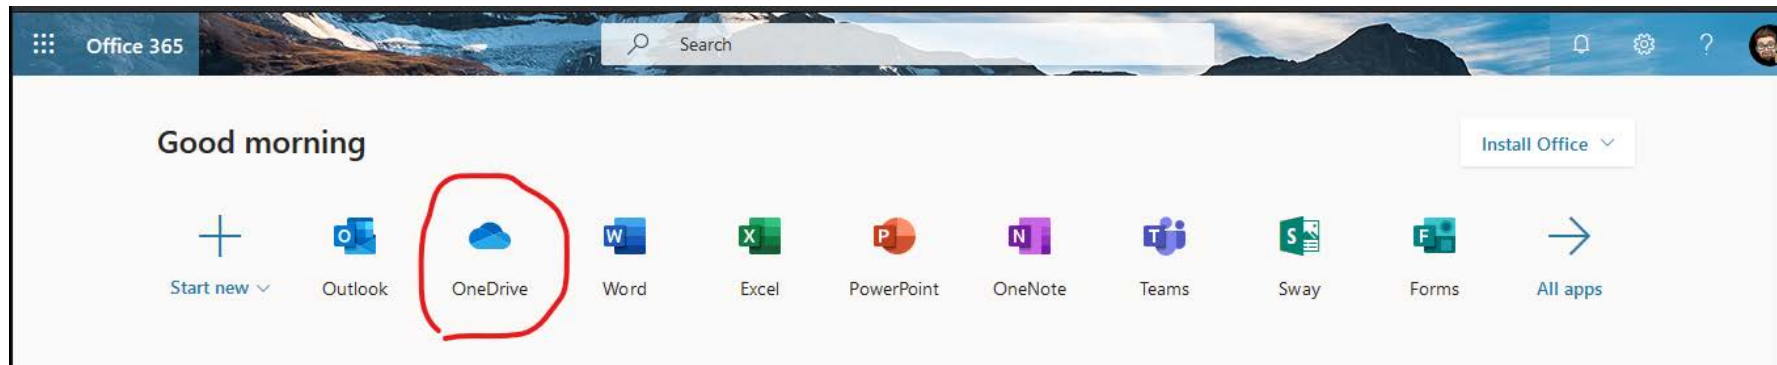 Office 365
Search
?
Good morning
Install Office
Start new
Outlook
OneDrive
Word
Excel
PowerPoint
OneNote
Teams
Sway
Forms
All apps
O
W
X
P
N
T
S
F